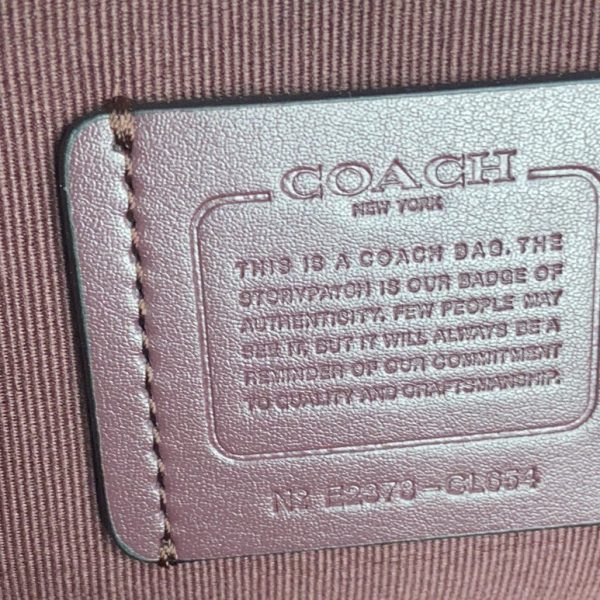 COACH
NEW YORK
THIS IS A COACH BAG. THE
STORYPATCH IS OUR BADGE OF
AUTHENTICITY. FEW PEOPLE MAY
SEE IT, BUT IT WILL ALWAYS BE A
REMINDER OF OUR COMMITMENT
TO QUALITY AND CRAFTSMANSHIP.
Nº E2373-CL654